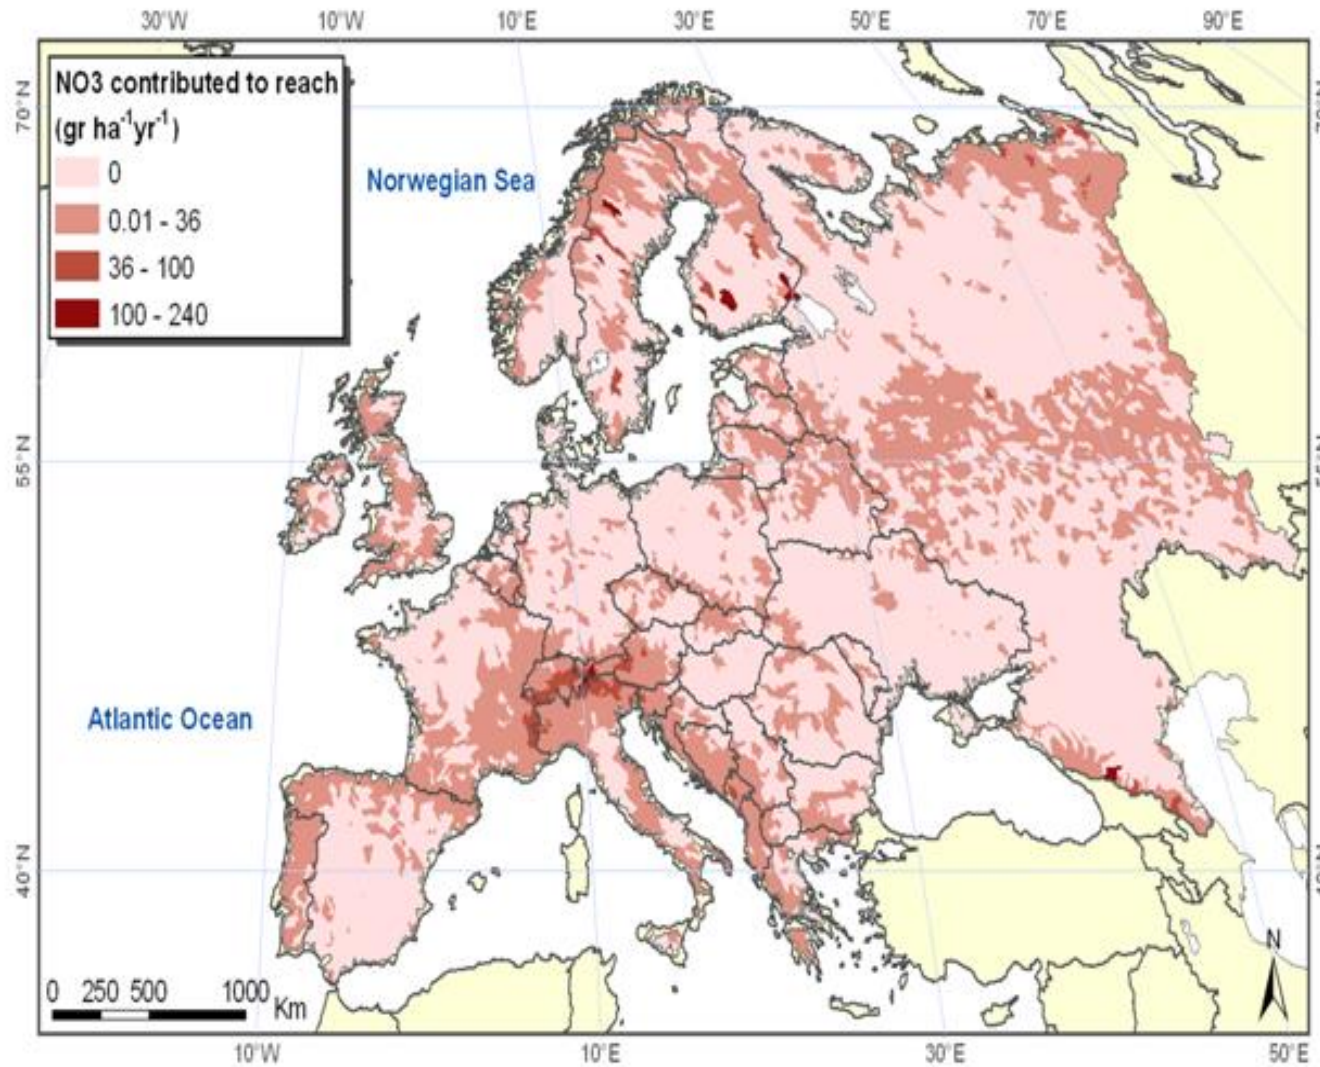 30°W 10°W 10°E 30°E 50°E 70°E 90°E
NO3 contributed to reach
(gr ha-1yr-1)
0
0.01 - 36
36 - 100
100 - 240
70°N
Norwegian Sea
55°N
Atlantic Ocean
40°N
N
0 250 500 1000 Km
10°W 10°E 30°E 50°E